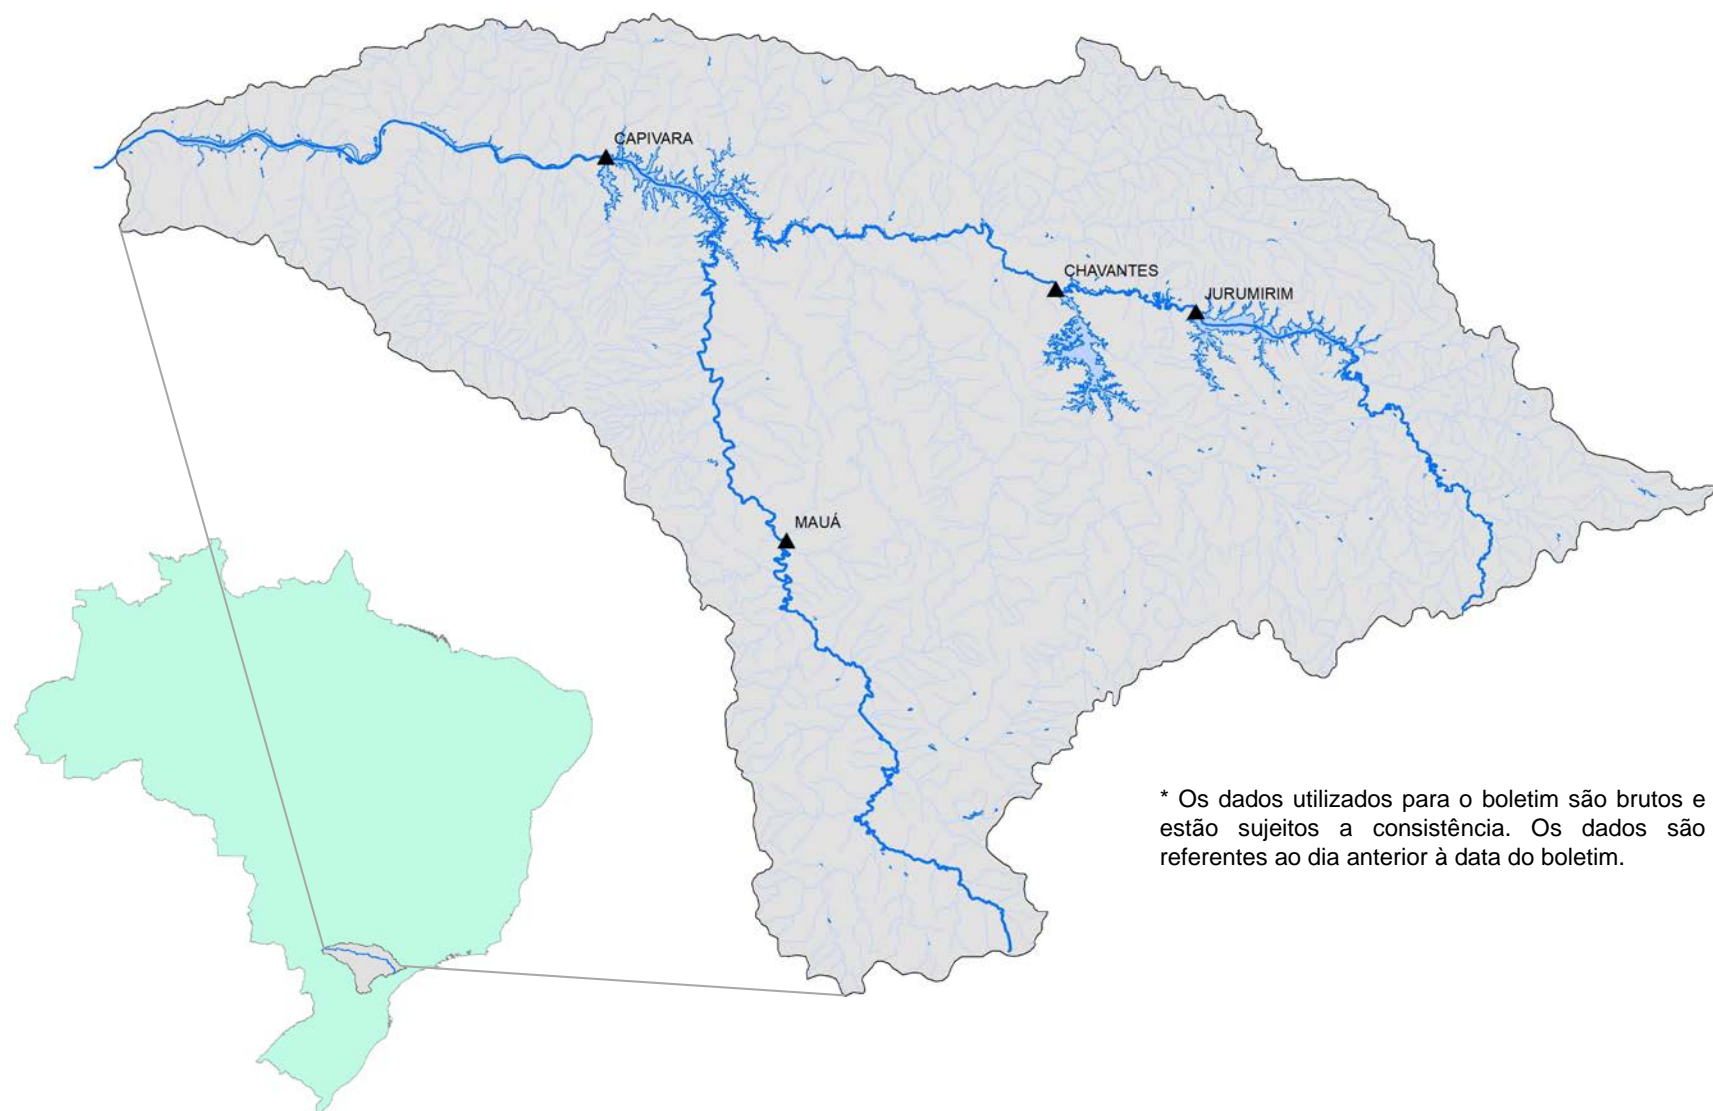 CAPIVARA
CHAVANTES
JURUMIRIM
MAUÁ
* Os dados utilizados para o boletim são brutos e
estão sujeitos a consistência. Os dados são
referentes ao dia anterior à data do boletim.